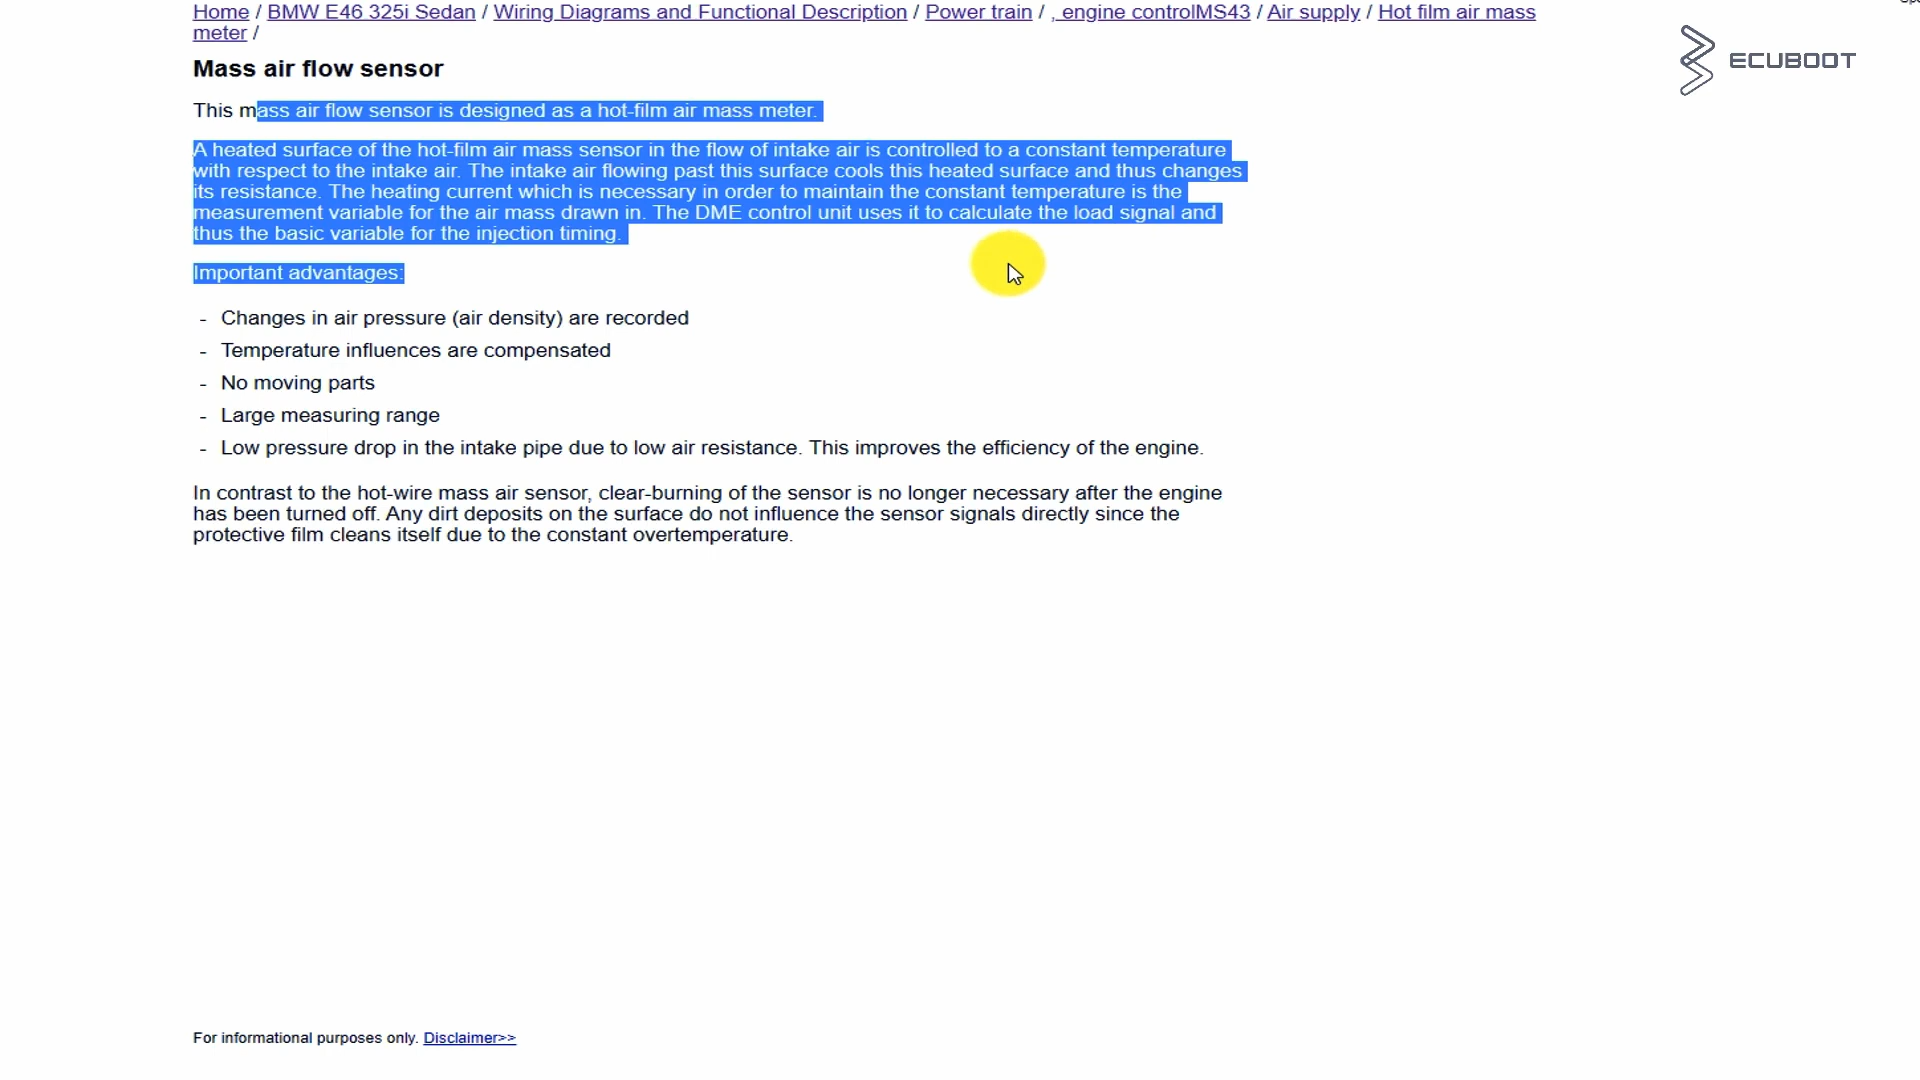 Home / BMW E46 325i Sedan / Wiring Diagrams and Functional Description / Power train / , engine controlMS43 / Air supply / Hot film air mass
meter /
ECUBOOT
Mass air flow sensor
This mass air flow sensor is designed as a hot-film air mass meter.
A heated surface of the hot-film air mass sensor in the flow of intake air is controlled to a constant temperature
with respect to the intake air. The intake air flowing past this surface cools this heated surface and thus changes
its resistance. The heating current which is necessary in order to maintain the constant temperature is the
measurement variable for the air mass drawn in. The DME control unit uses it to calculate the load signal and
thus the basic variable for the injection timing.
Important advantages:
- Changes in air pressure (air density) are recorded
- Temperature influences are compensated
- No moving parts
- Large measuring range
- Low pressure drop in the intake pipe due to low air resistance. This improves the efficiency of the engine.
In contrast to the hot-wire mass air sensor, clear-burning of the sensor is no longer necessary after the engine
has been turned off. Any dirt deposits on the surface do not influence the sensor signals directly since the
protective film cleans itself due to the constant overtemperature.
For informational purposes only. Disclaimer>>